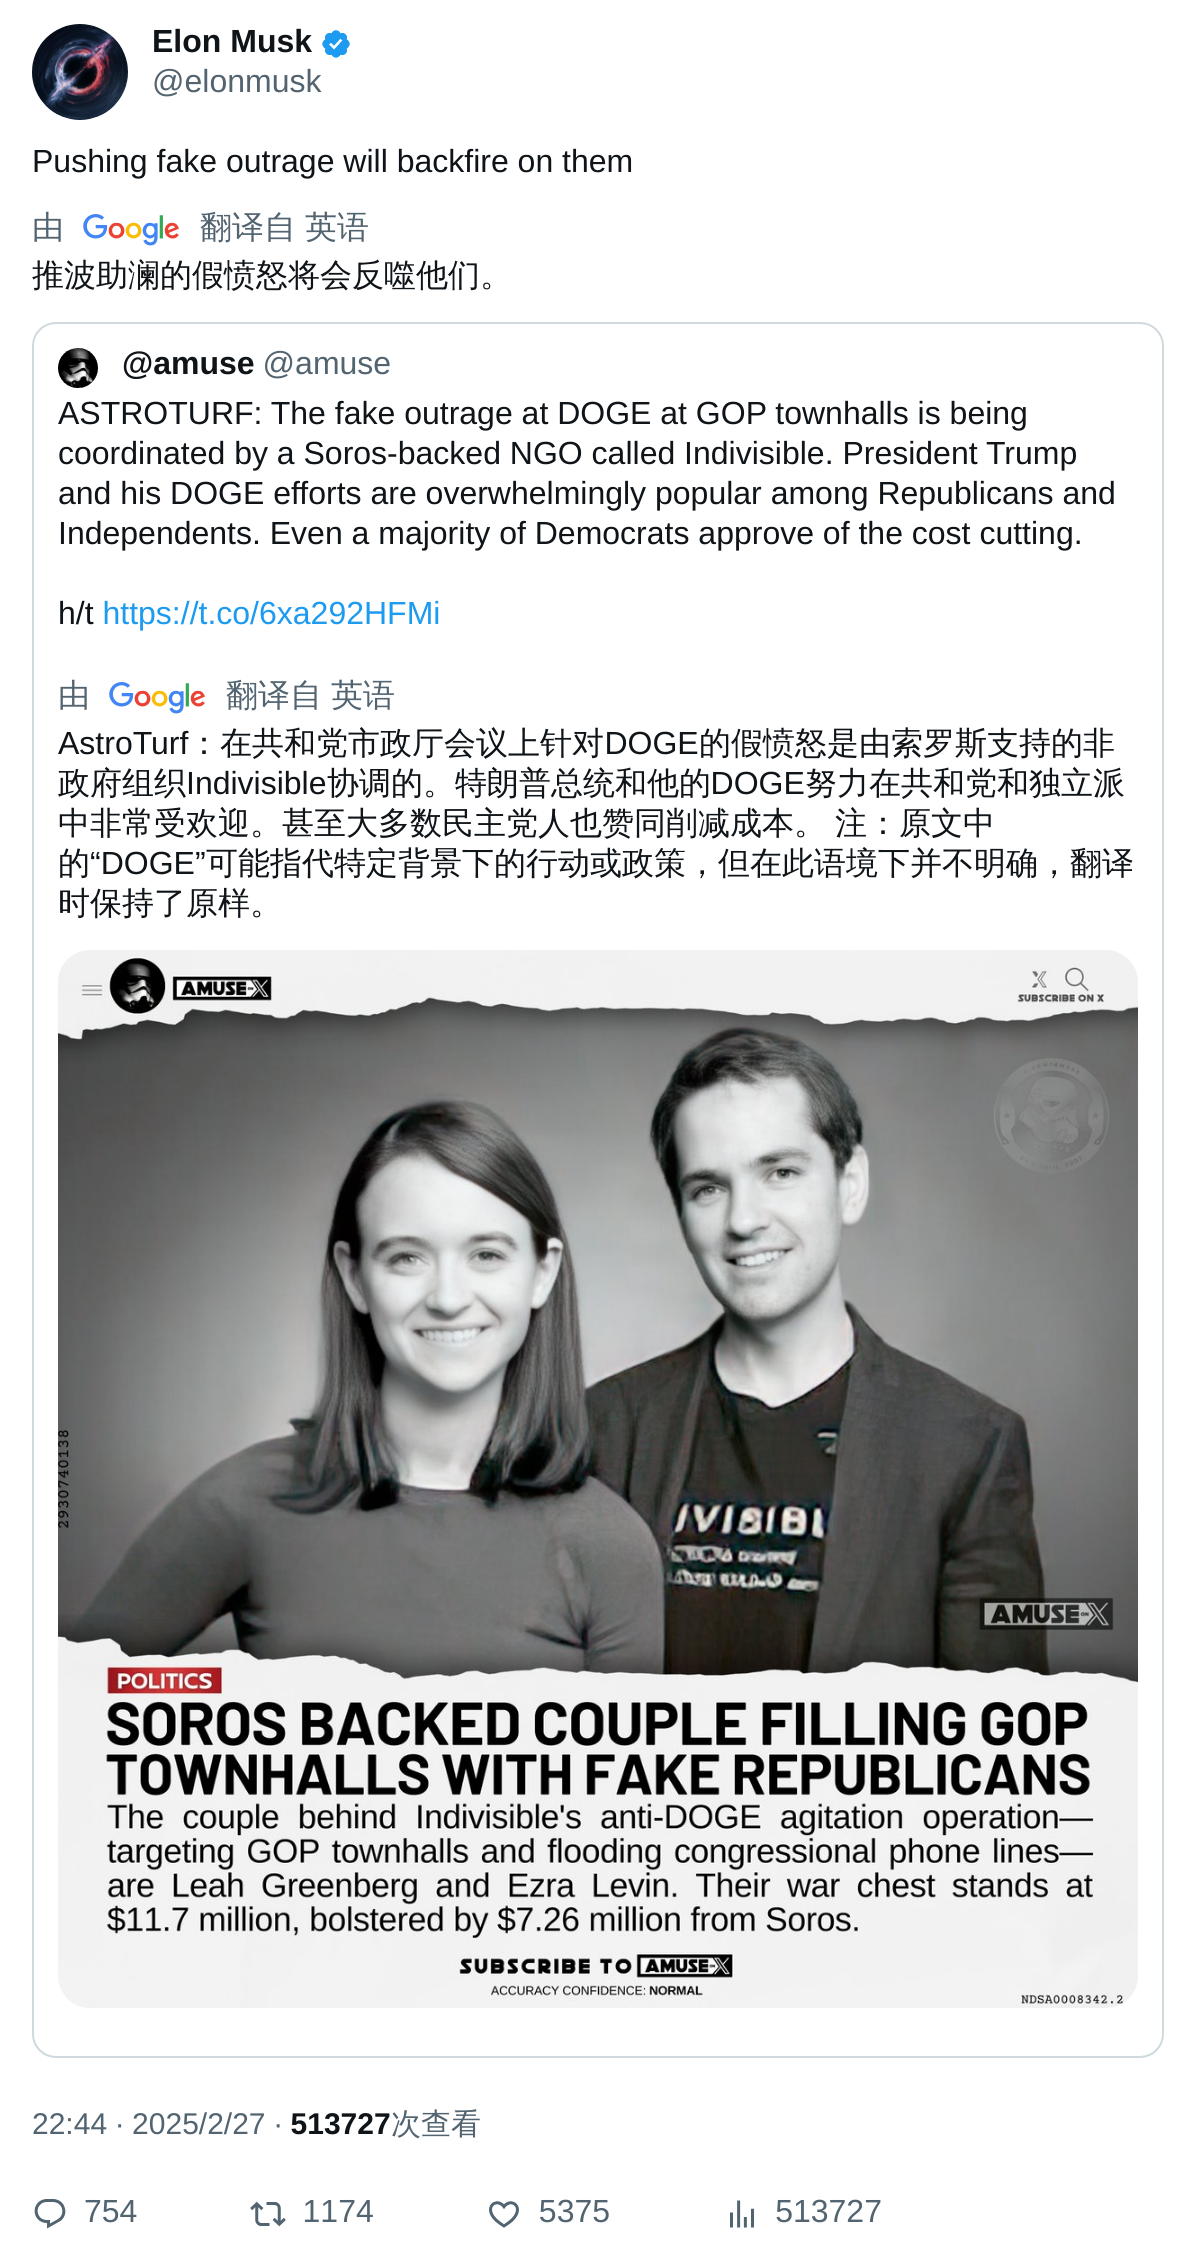 Elon Musk
@elonmusk
Pushing fake outrage will backfire on them
由 Google 翻译自 英语
推波助澜的假愤怒将会反噬他们。
@amuse @amuse
ASTROTURF: The fake outrage at DOGE at GOP townhalls is being
coordinated by a Soros-backed NGO called Indivisible. President Trump
and his DOGE efforts are overwhelmingly popular among Republicans and
Independents. Even a majority of Democrats approve of the cost cutting.
h/t https://t.co/6xa292HFMi
由 Google 翻译自 英语
AstroTurf：在共和党市政厅会议上针对DOGE的假愤怒是由索罗斯支持的非
政府组织Indivisible协调的。特朗普总统和他的DOGE努力在共和党和独立派
中非常受欢迎。甚至大多数民主党人也赞同削减成本。 注：原文中
的“DOGE”可能指代特定背景下的行动或政策，但在此语境下并不明确，翻译
时保持了原样。
AMUSE ON X
X
SUBSCRIBE ON X
2930740138
IVISIBL
AMUSE ON X
POLITICS
SOROS BACKED COUPLE FILLING GOP
TOWNHALLS WITH FAKE REPUBLICANS
The couple behind Indivisible's anti-DOGE agitation operation—
targeting GOP townhalls and flooding congressional phone lines—
are Leah Greenberg and Ezra Levin. Their war chest stands at
$11.7 million, bolstered by $7.26 million from Soros.
SUBSCRIBE TO AMUSE ON X
ACCURACY CONFIDENCE: NORMAL
NDSA0008342.2
22:44 · 2025/2/27 · 513727次查看
754 1174 5375 513727